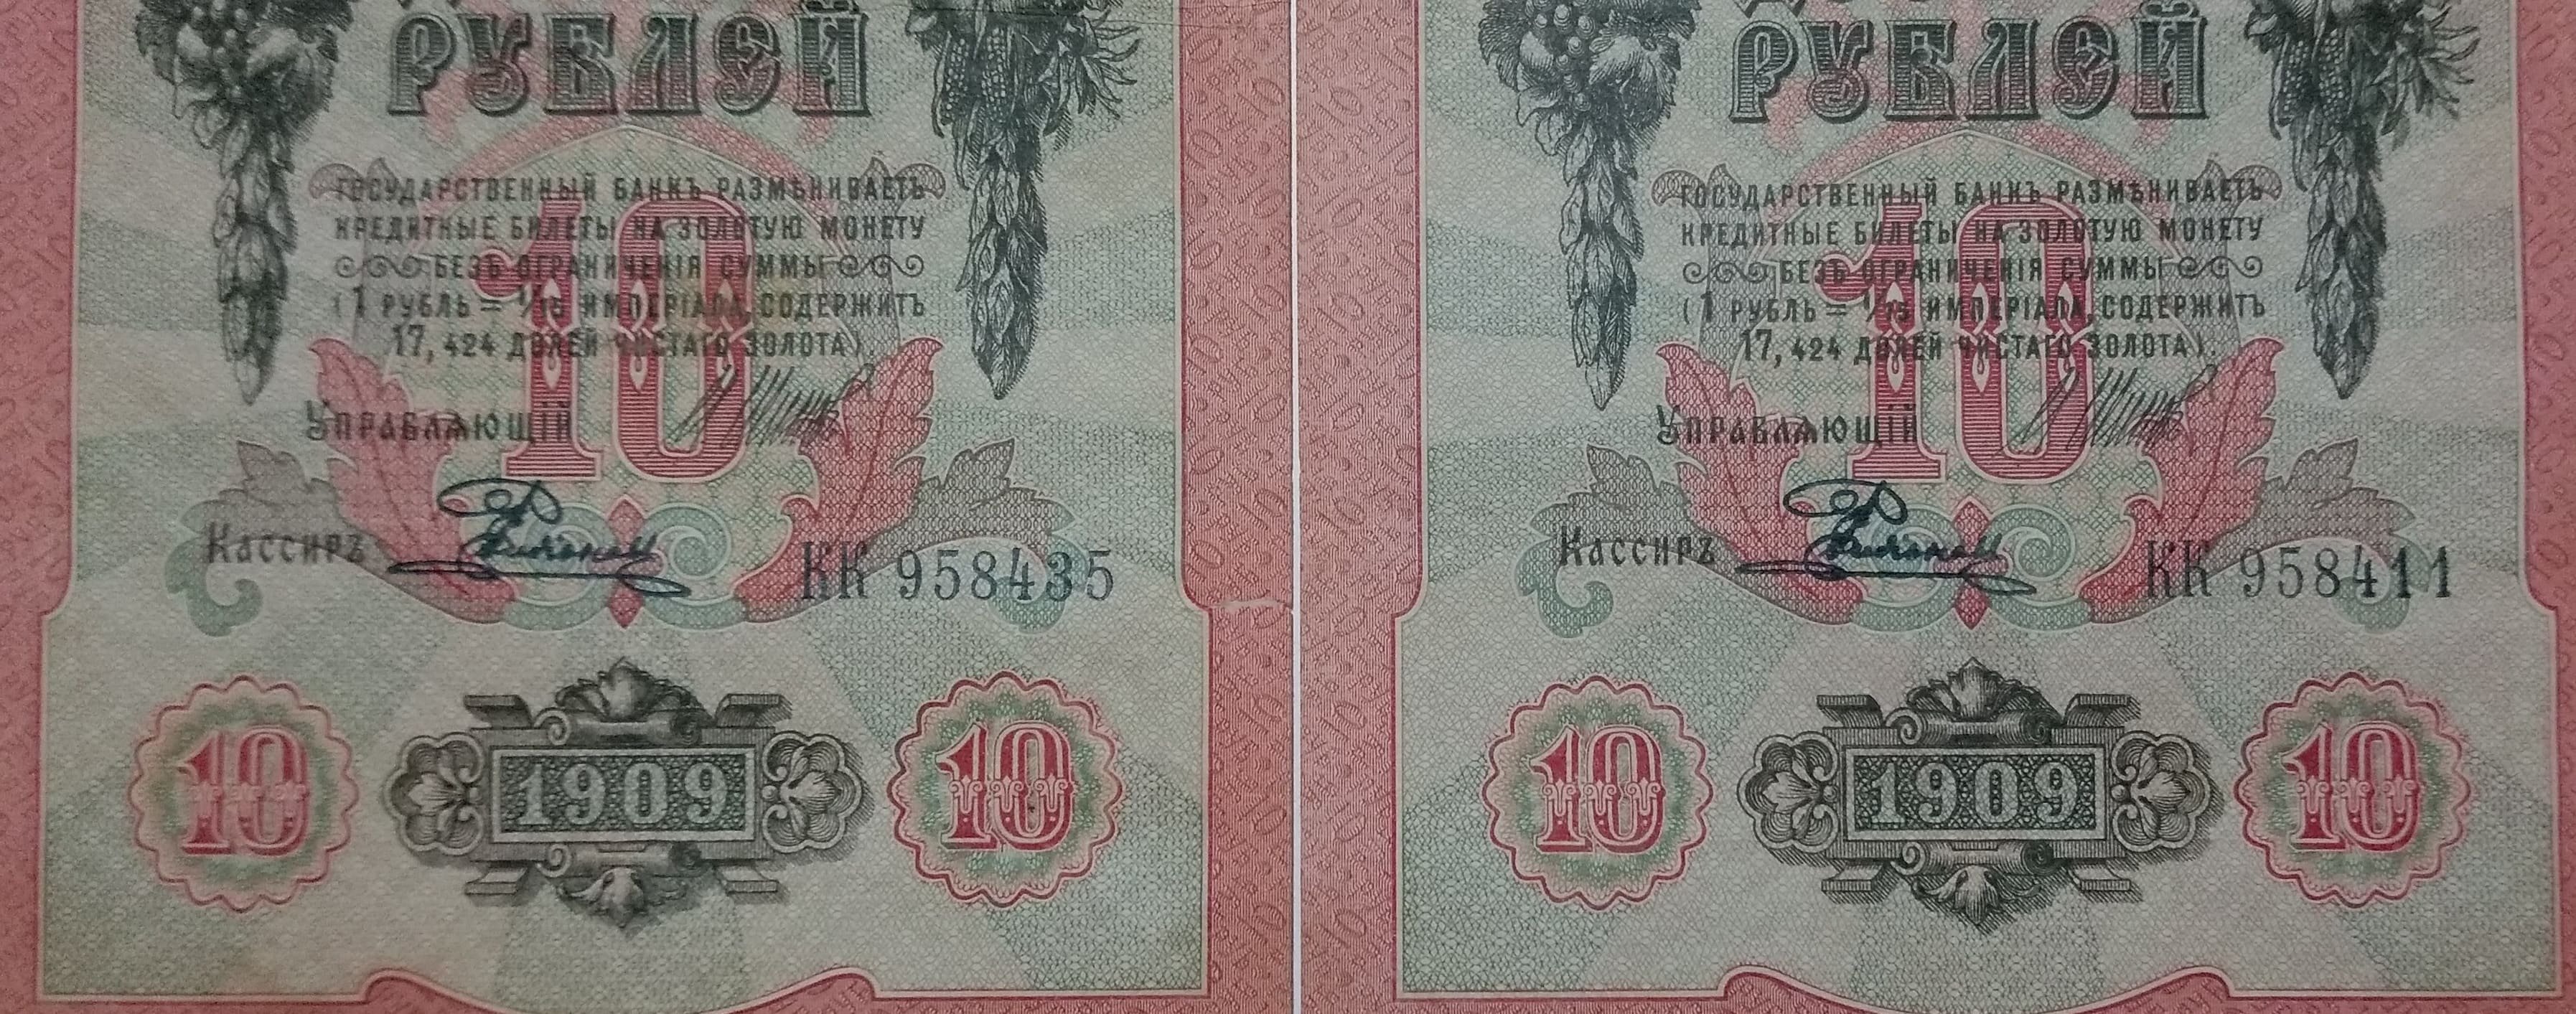 РУБЛЕЙ
ГОСУДАРСТВЕННЫЙ БАНКЪ РАЗМѢНИВАЕТЪ
КРЕДИТНЫЕ БИЛЕТЫ НА ЗОЛОТУЮ МОНЕТУ
БЕЗЪ ОГРАНИЧЕНІЯ СУММЫ
(1 РУБЛЬ = 1/15 ИМПЕРІАЛА, СОДЕРЖИТЪ
17,424 ДОЛЕЙ ЧИСТАГО ЗОЛОТА).
10
УПРАВЛЯЮЩІЙ
КАССИРЪ
КК 958435
10
1909
10
РУБЛЕЙ
ГОСУДАРСТВЕННЫЙ БАНКЪ РАЗМѢНИВАЕТЪ
КРЕДИТНЫЕ БИЛЕТЫ НА ЗОЛОТУЮ МОНЕТУ
БЕЗЪ ОГРАНИЧЕНІЯ СУММЫ
(1 РУБЛЬ = 1/15 ИМПЕРІАЛА, СОДЕРЖИТЪ
17,424 ДОЛЕЙ ЧИСТАГО ЗОЛОТА).
10
УПРАВЛЯЮЩІЙ
КАССИРЪ
КК 958411
10
1909
10